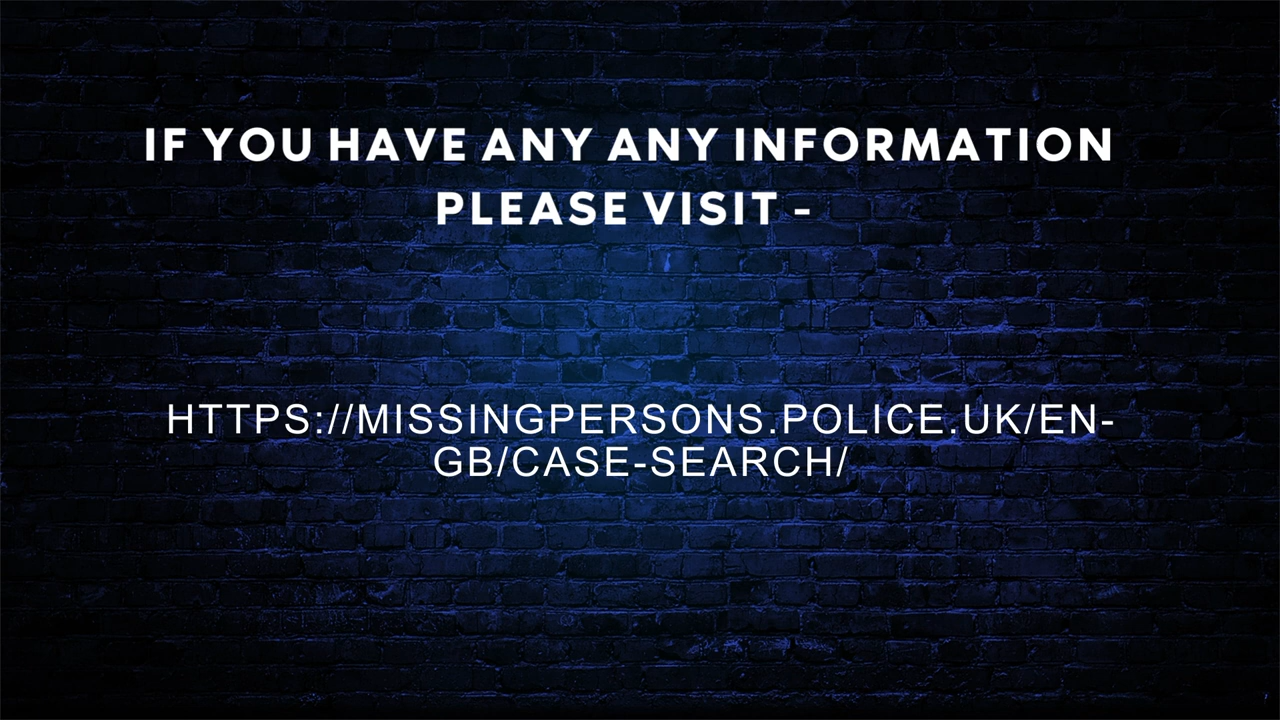 IF YOU HAVE ANY ANY INFORMATION
PLEASE VISIT -
HTTPS://MISSINGPERSONS.POLICE.UK/EN-
GB/CASE-SEARCH/